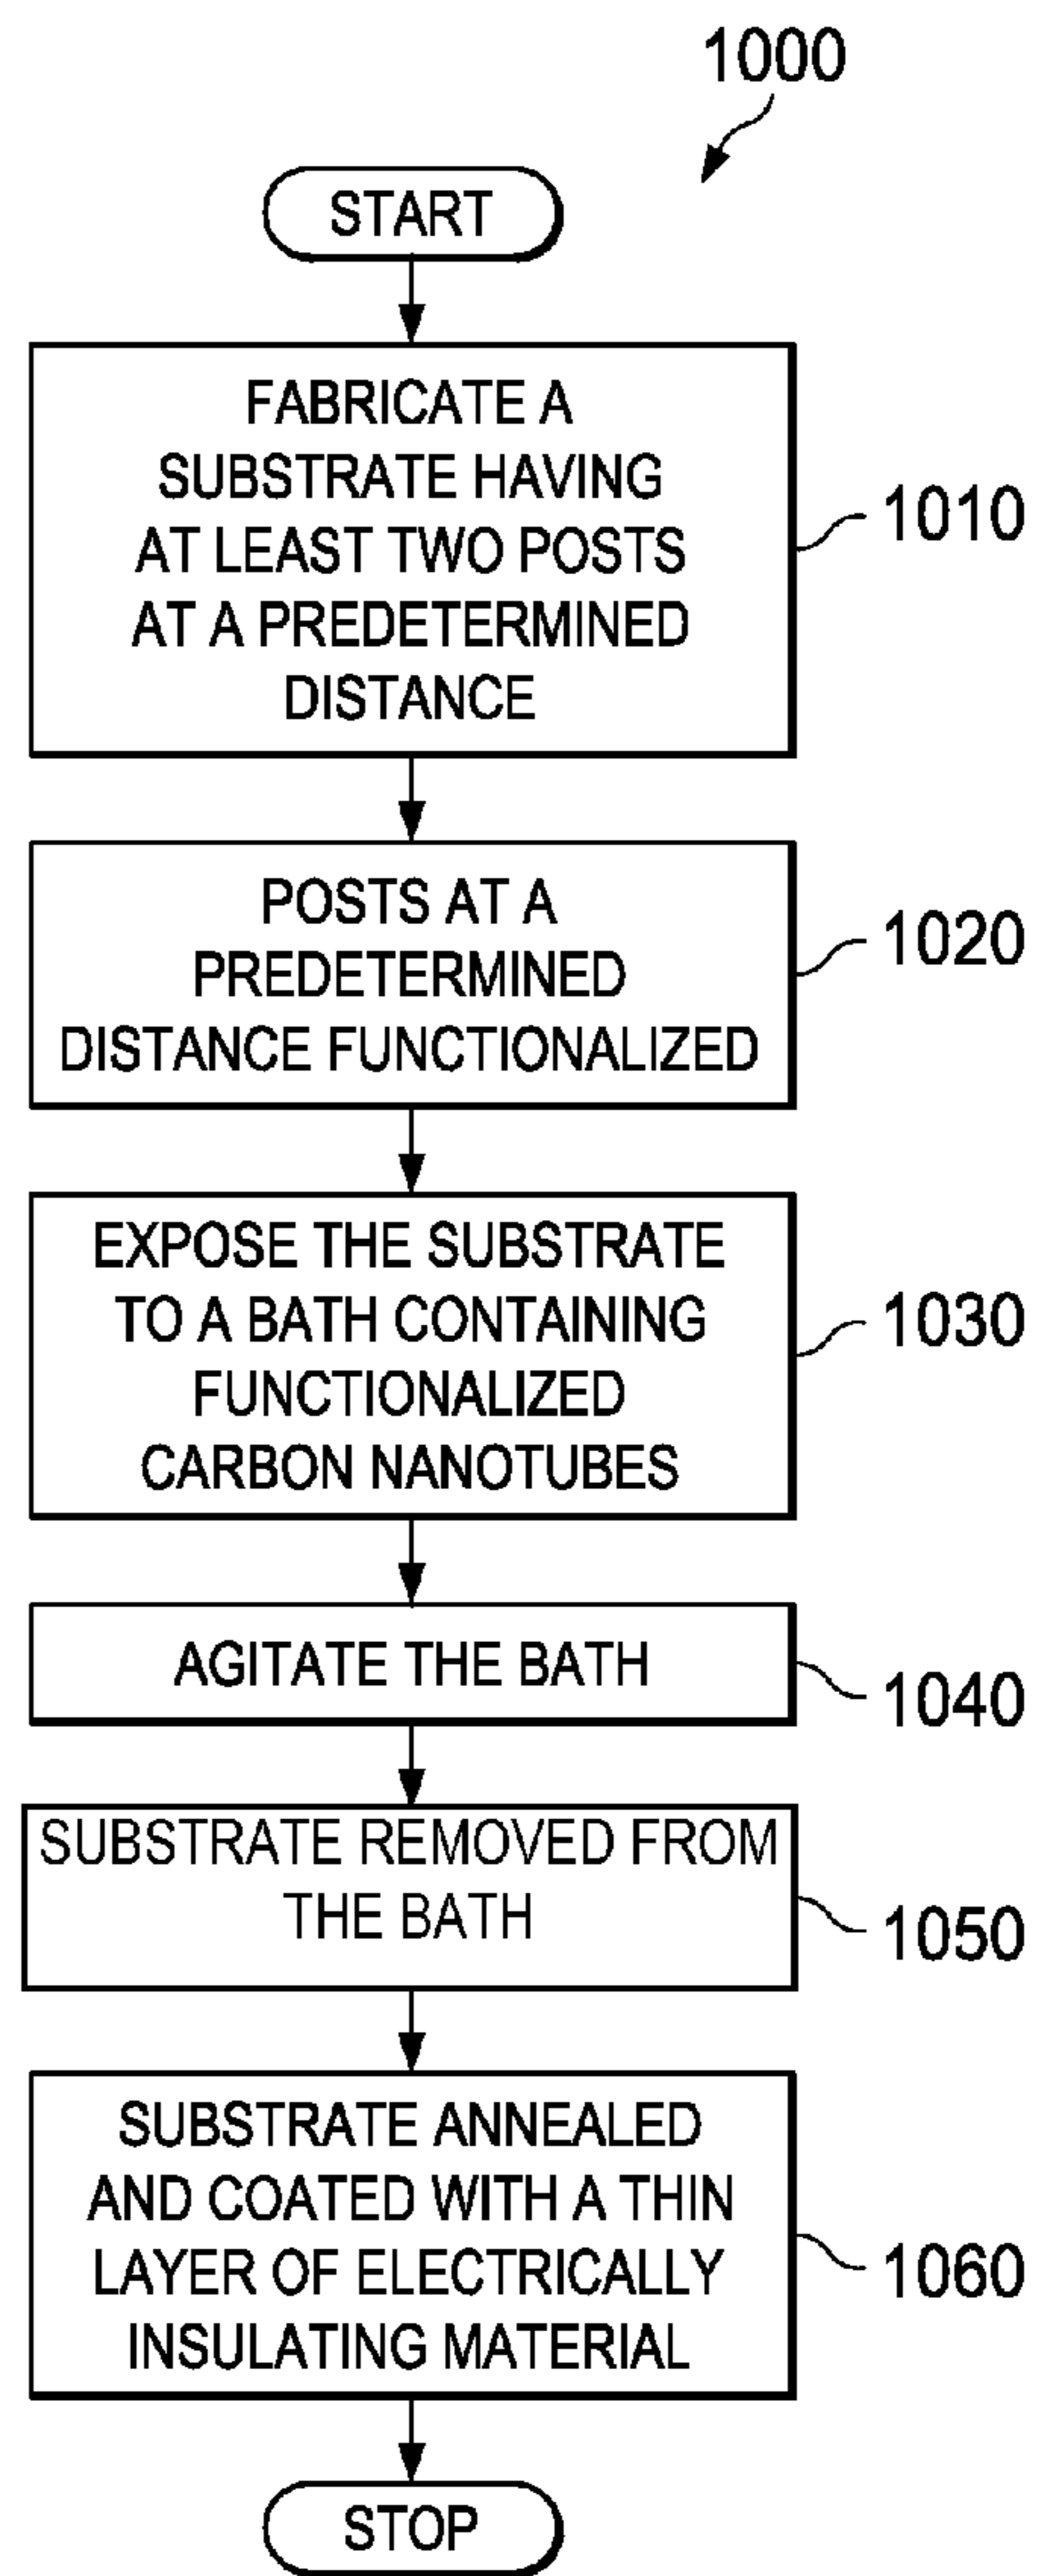 1000
START
FABRICATE A
SUBSTRATE HAVING
AT LEAST TWO POSTS
AT A PREDETERMINED
DISTANCE
1010
POSTS AT A
PREDETERMINED
DISTANCE FUNCTIONALIZED
1020
EXPOSE THE SUBSTRATE
TO A BATH CONTAINING
FUNCTIONALIZED
CARBON NANOTUBES
1030
AGITATE THE BATH
1040
SUBSTRATE REMOVED FROM
THE BATH
1050
SUBSTRATE ANNEALED
AND COATED WITH A THIN
LAYER OF ELECTRICALLY
INSULATING MATERIAL
1060
STOP